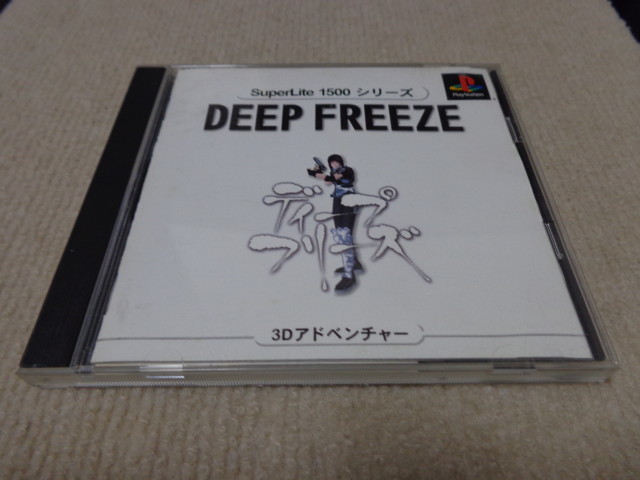 SuperLite 1500 シリーズ
PlayStation
DEEP FREEZE
ディープ
フリーズ
3Dアドベンチャー